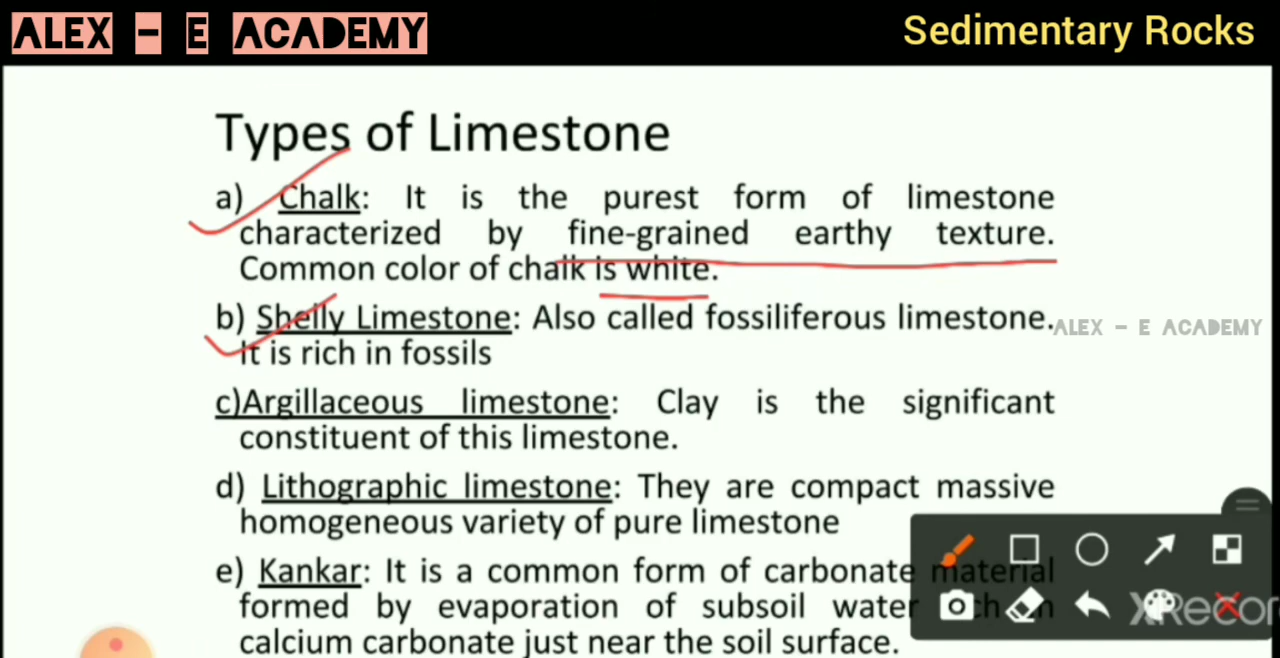 ALEX - E ACADEMY
Sedimentary Rocks
Types of Limestone
a) Chalk: It is the purest form of limestone
characterized by fine-grained earthy texture.
Common color of chalk is white.
b) Shelly Limestone: Also called fossiliferous limestone.
ALEX - E ACADEMY
It is rich in fossils
c)Argillaceous limestone: Clay is the significant
constituent of this limestone.
d) Lithographic limestone: They are compact massive
homogeneous variety of pure limestone
e) Kankar: It is a common form of carbonate material
formed by evaporation of subsoil water
calcium carbonate just near the soil surface.